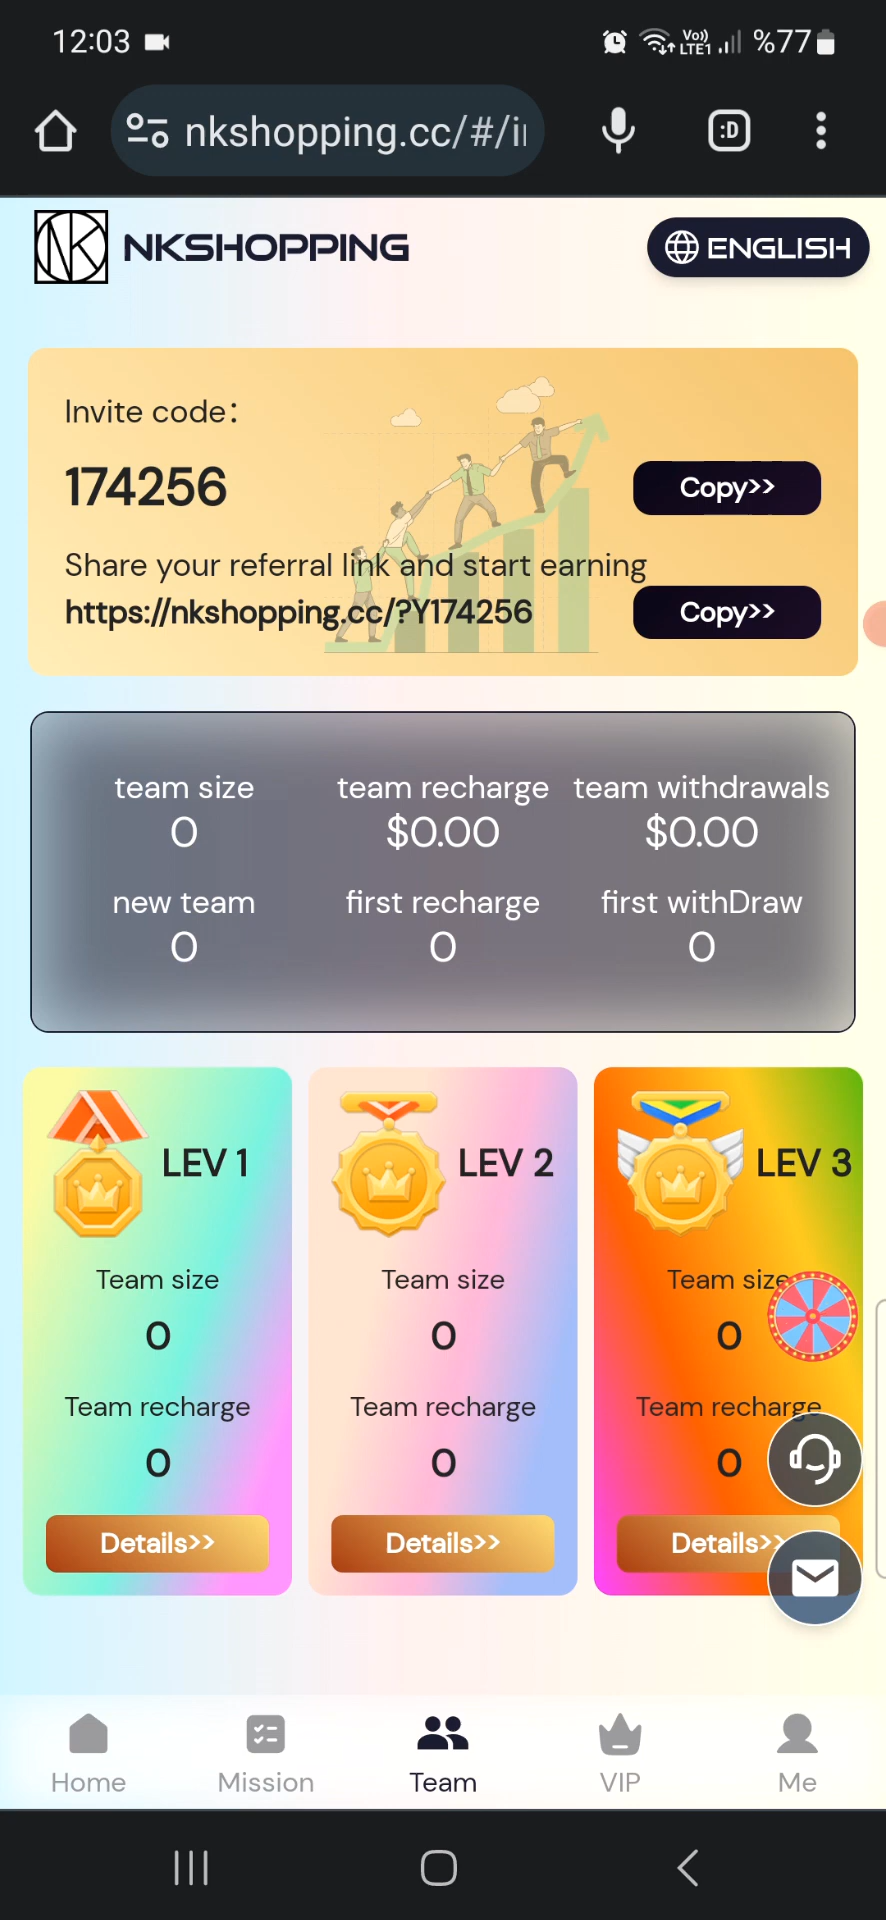 12:03
Vo))
LTE1
%77
nkshopping.cc/#/i
:D
NK
NKSHOPPING
ENGLISH
Invite code:
174256
Copy>>
Share your referral link and start earning
https://nkshopping.cc/?Y174256
Copy>>
team size
team recharge
team withdrawals
0
$0.00
$0.00
new team
first recharge
first withDraw
0
0
0
LEV 1
LEV 2
LEV 3
Team size
Team size
Team size
0
0
0
Team recharge
Team recharge
Team recharge
0
0
0
Details>>
Details>>
Details>>
Home
Mission
Team
VIP
Me